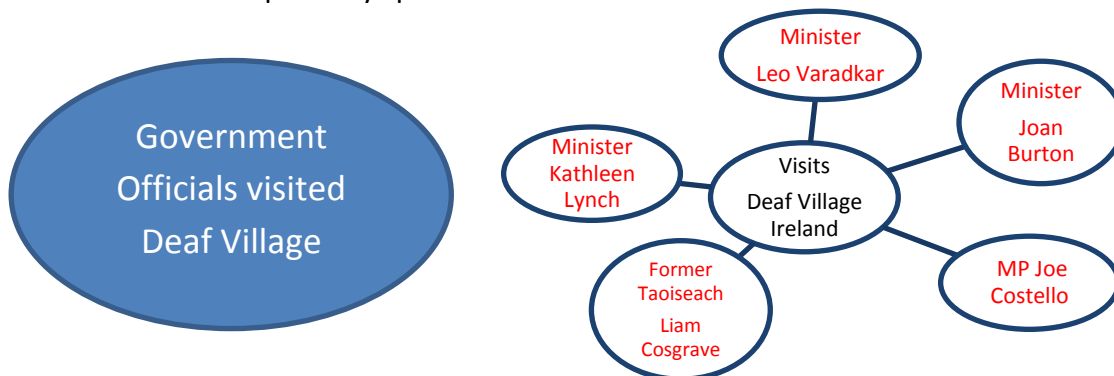 Government
Officials visited
Deaf Village
Minister
Leo Varadkar
Minister
Joan
Burton
Minister
Kathleen
Lynch
Visits
Deaf Village
Ireland
Former
Taoiseach
Liam
Cosgrave
MP Joe
Costello